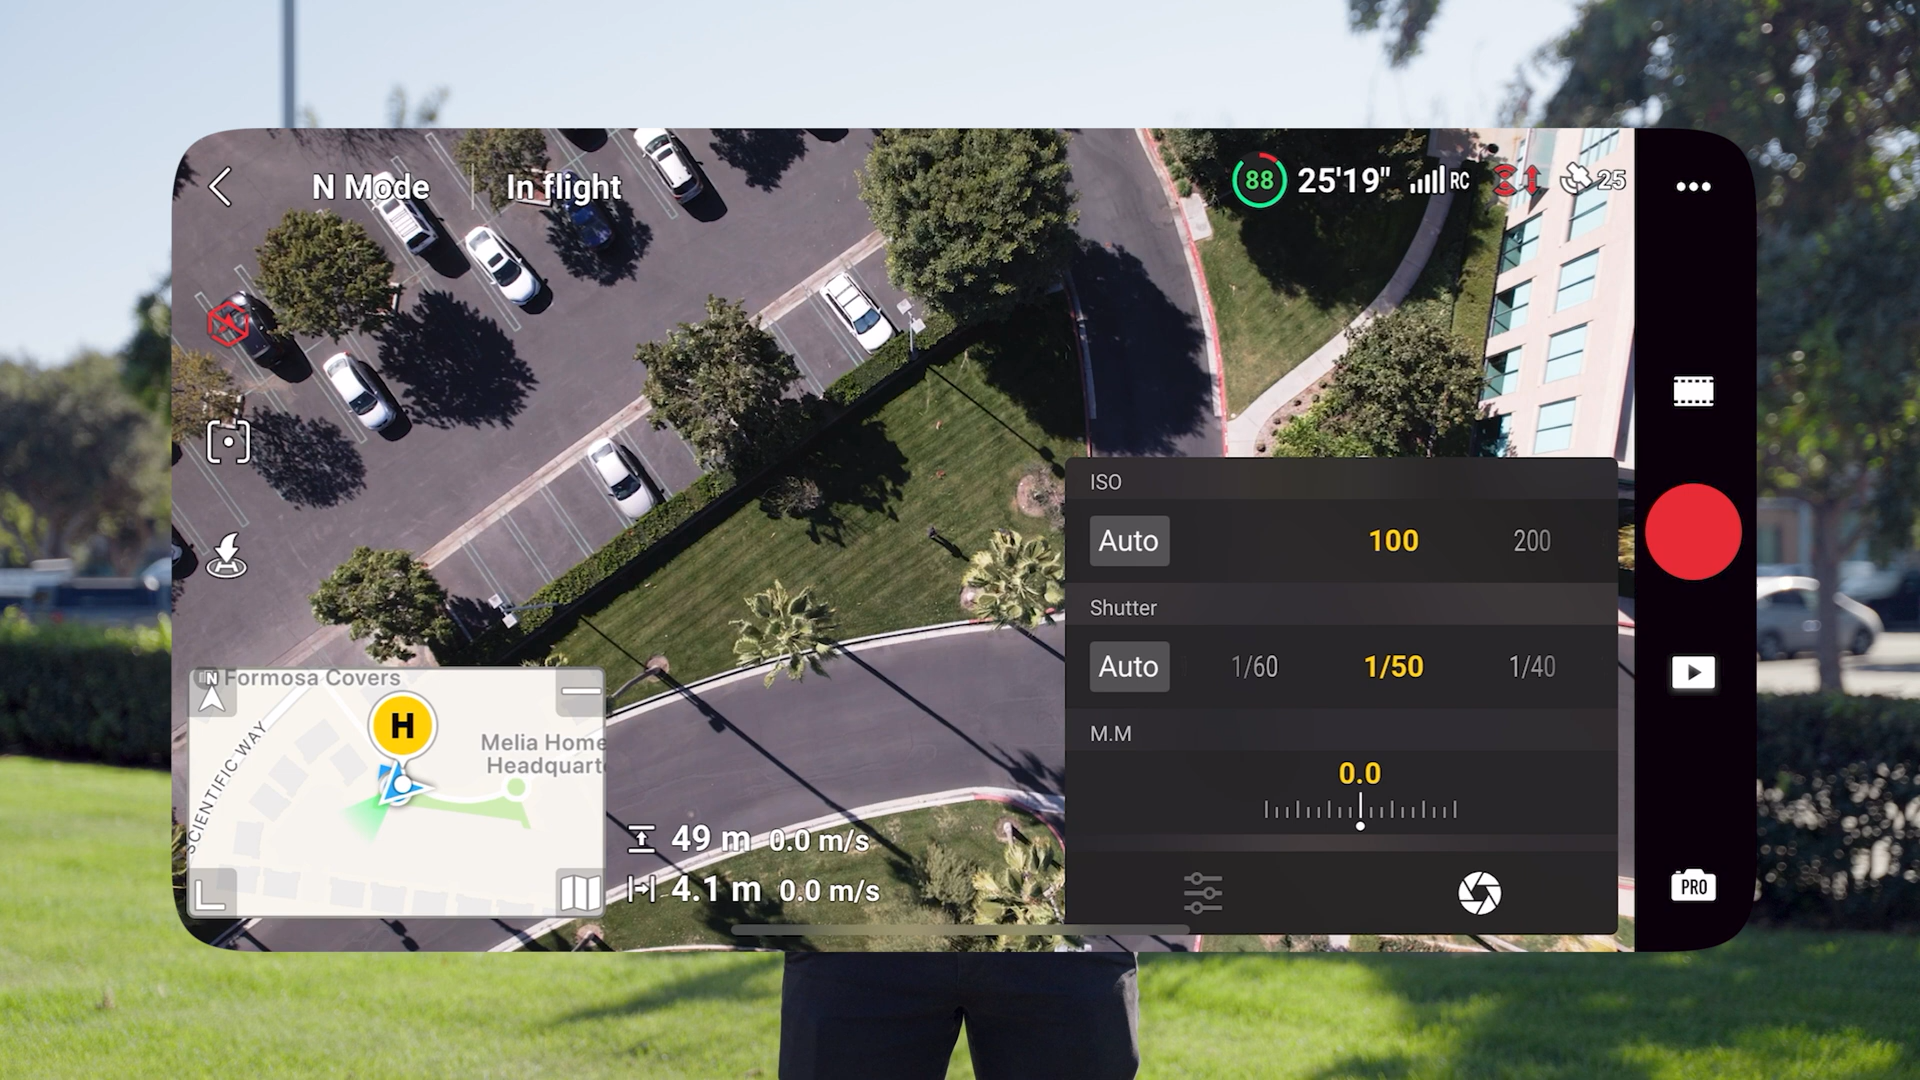 N Mode
In flight
88
25'19"
RC
25
ISO
Auto
100
200
Shutter
Auto
1/60
1/50
1/40
M.M
0.0
PRO
N
Formosa Covers
H
Melia Home
Headquart
SCIENTIFIC WAY
49 m 0.0 m/s
4.1 m 0.0 m/s